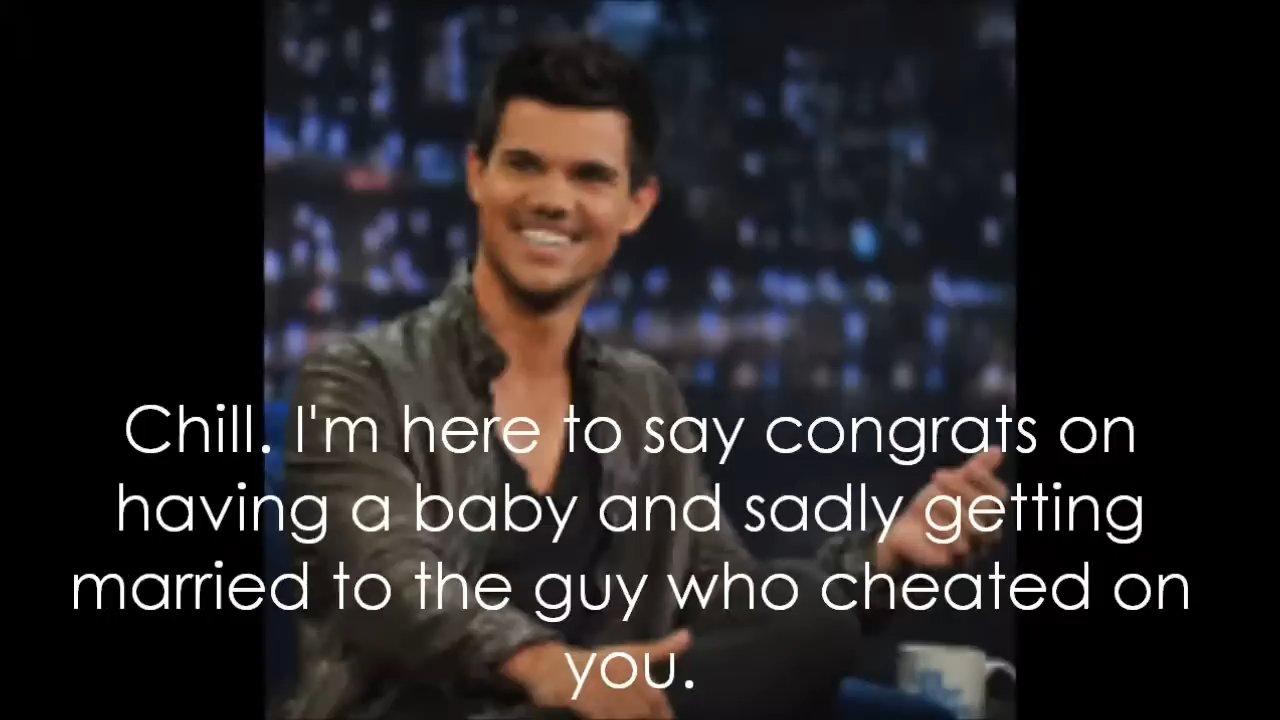 Chill. I'm here to say congrats on
having a baby and sadly getting
married to the guy who cheated on
you.